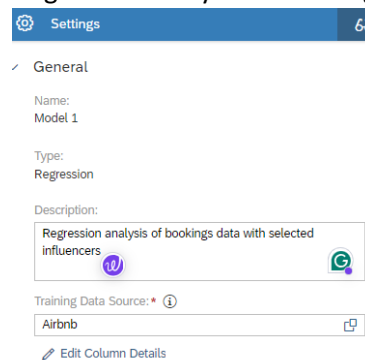 Settings
General
Name:
Model 1
Type:
Regression
Description:
Regression analysis of bookings data with selected
influencers
Training Data Source:*
Airbnb
Edit Column Details